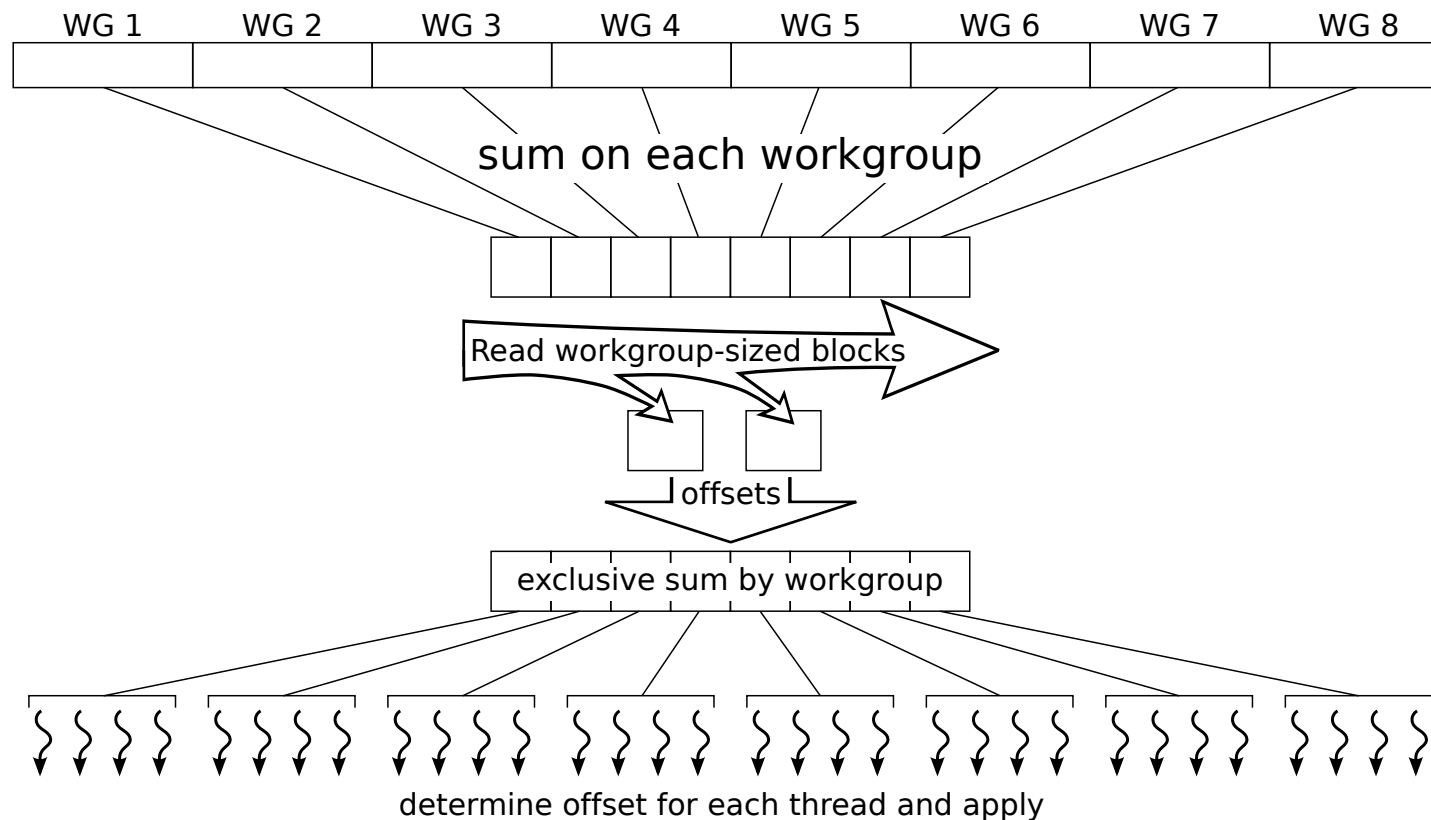 WG 1 WG 2 WG 3 WG 4 WG 5 WG 6 WG 7 WG 8
sum on each workgroup
Read workgroup-sized blocks
offsets
exclusive sum by workgroup
determine offset for each thread and apply